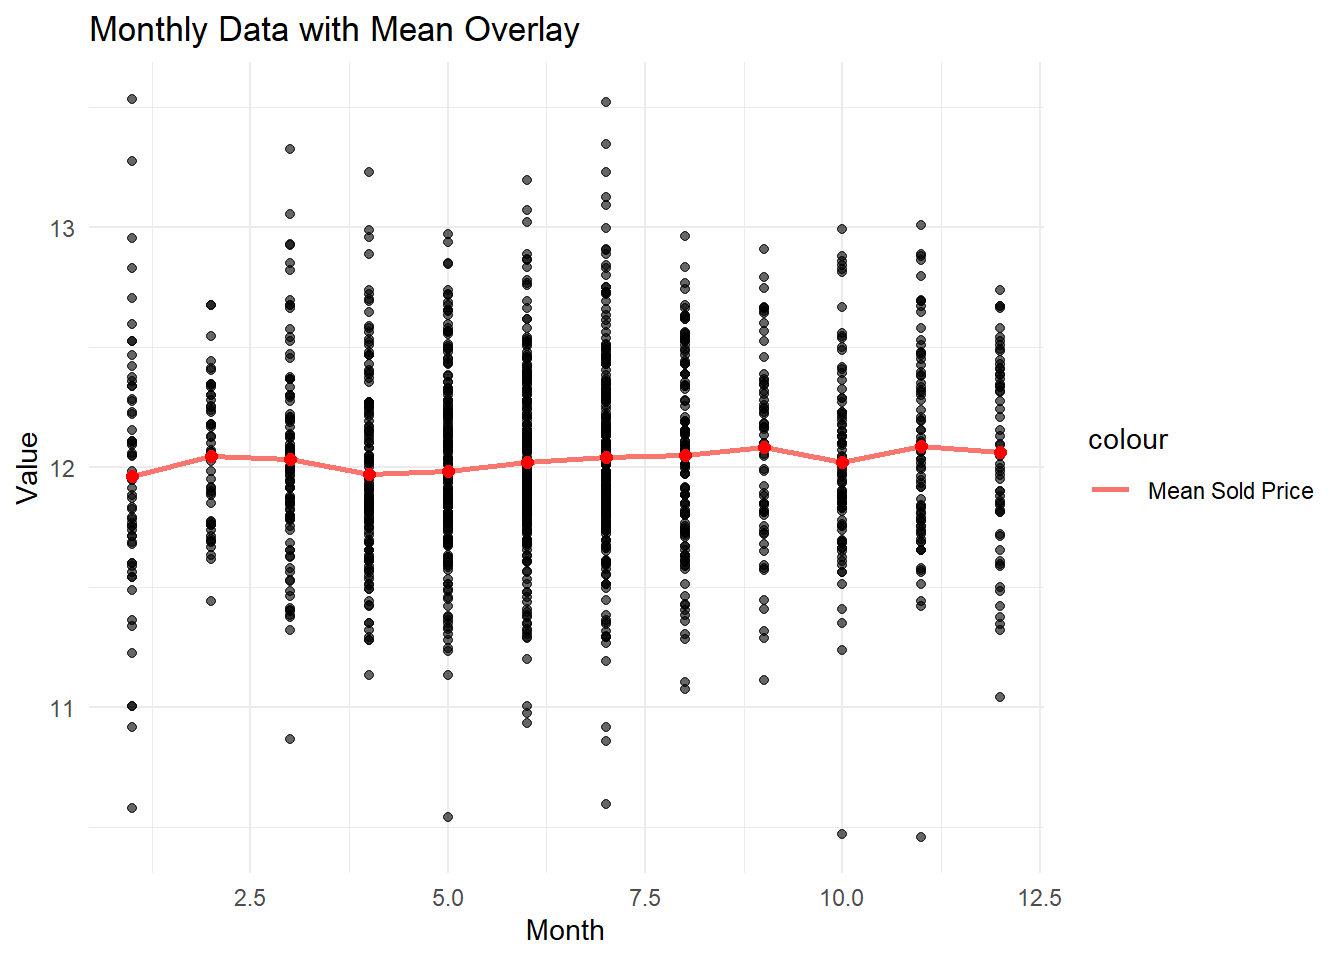 Monthly Data with Mean Overlay
13
12
11
Value
2.5 5.0 7.5 10.0 12.5
Month
colour
Mean Sold Price